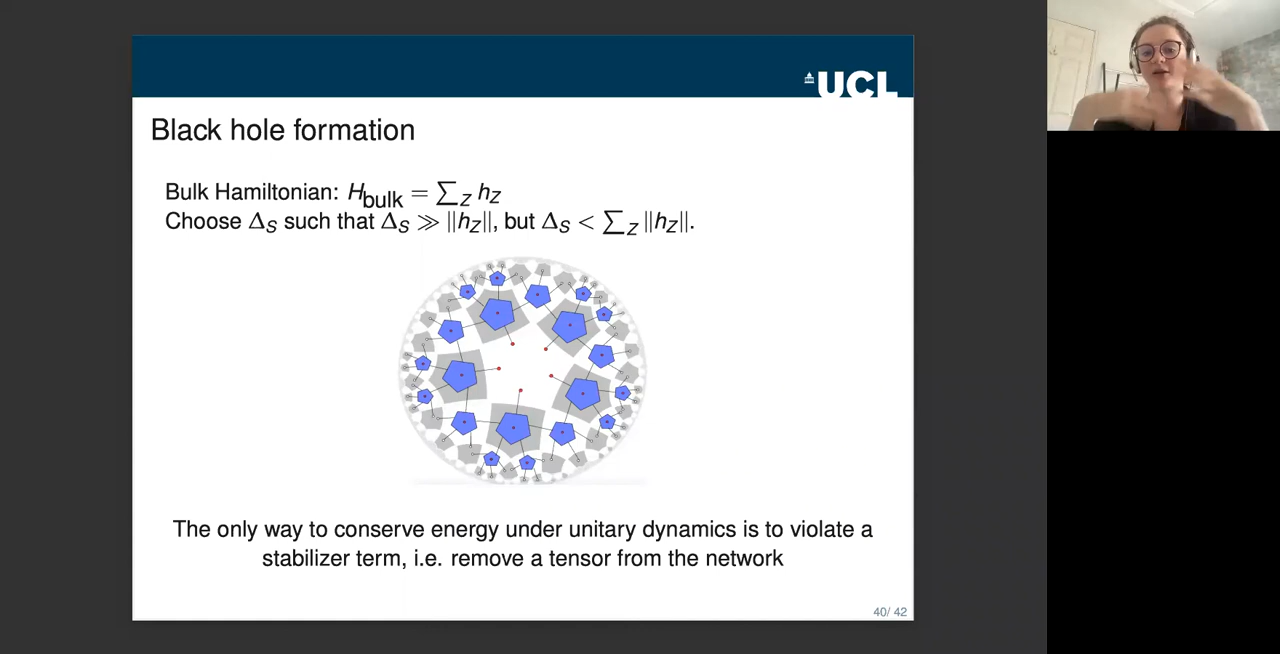 UCL
Black hole formation
Bulk Hamiltonian: H_bulk = ∑_Z h_Z
Choose Δ_S such that Δ_S ≫ ||h_Z||, but Δ_S < ∑_Z ||h_Z||.
The only way to conserve energy under unitary dynamics is to violate a
stabilizer term, i.e. remove a tensor from the network
40/ 42